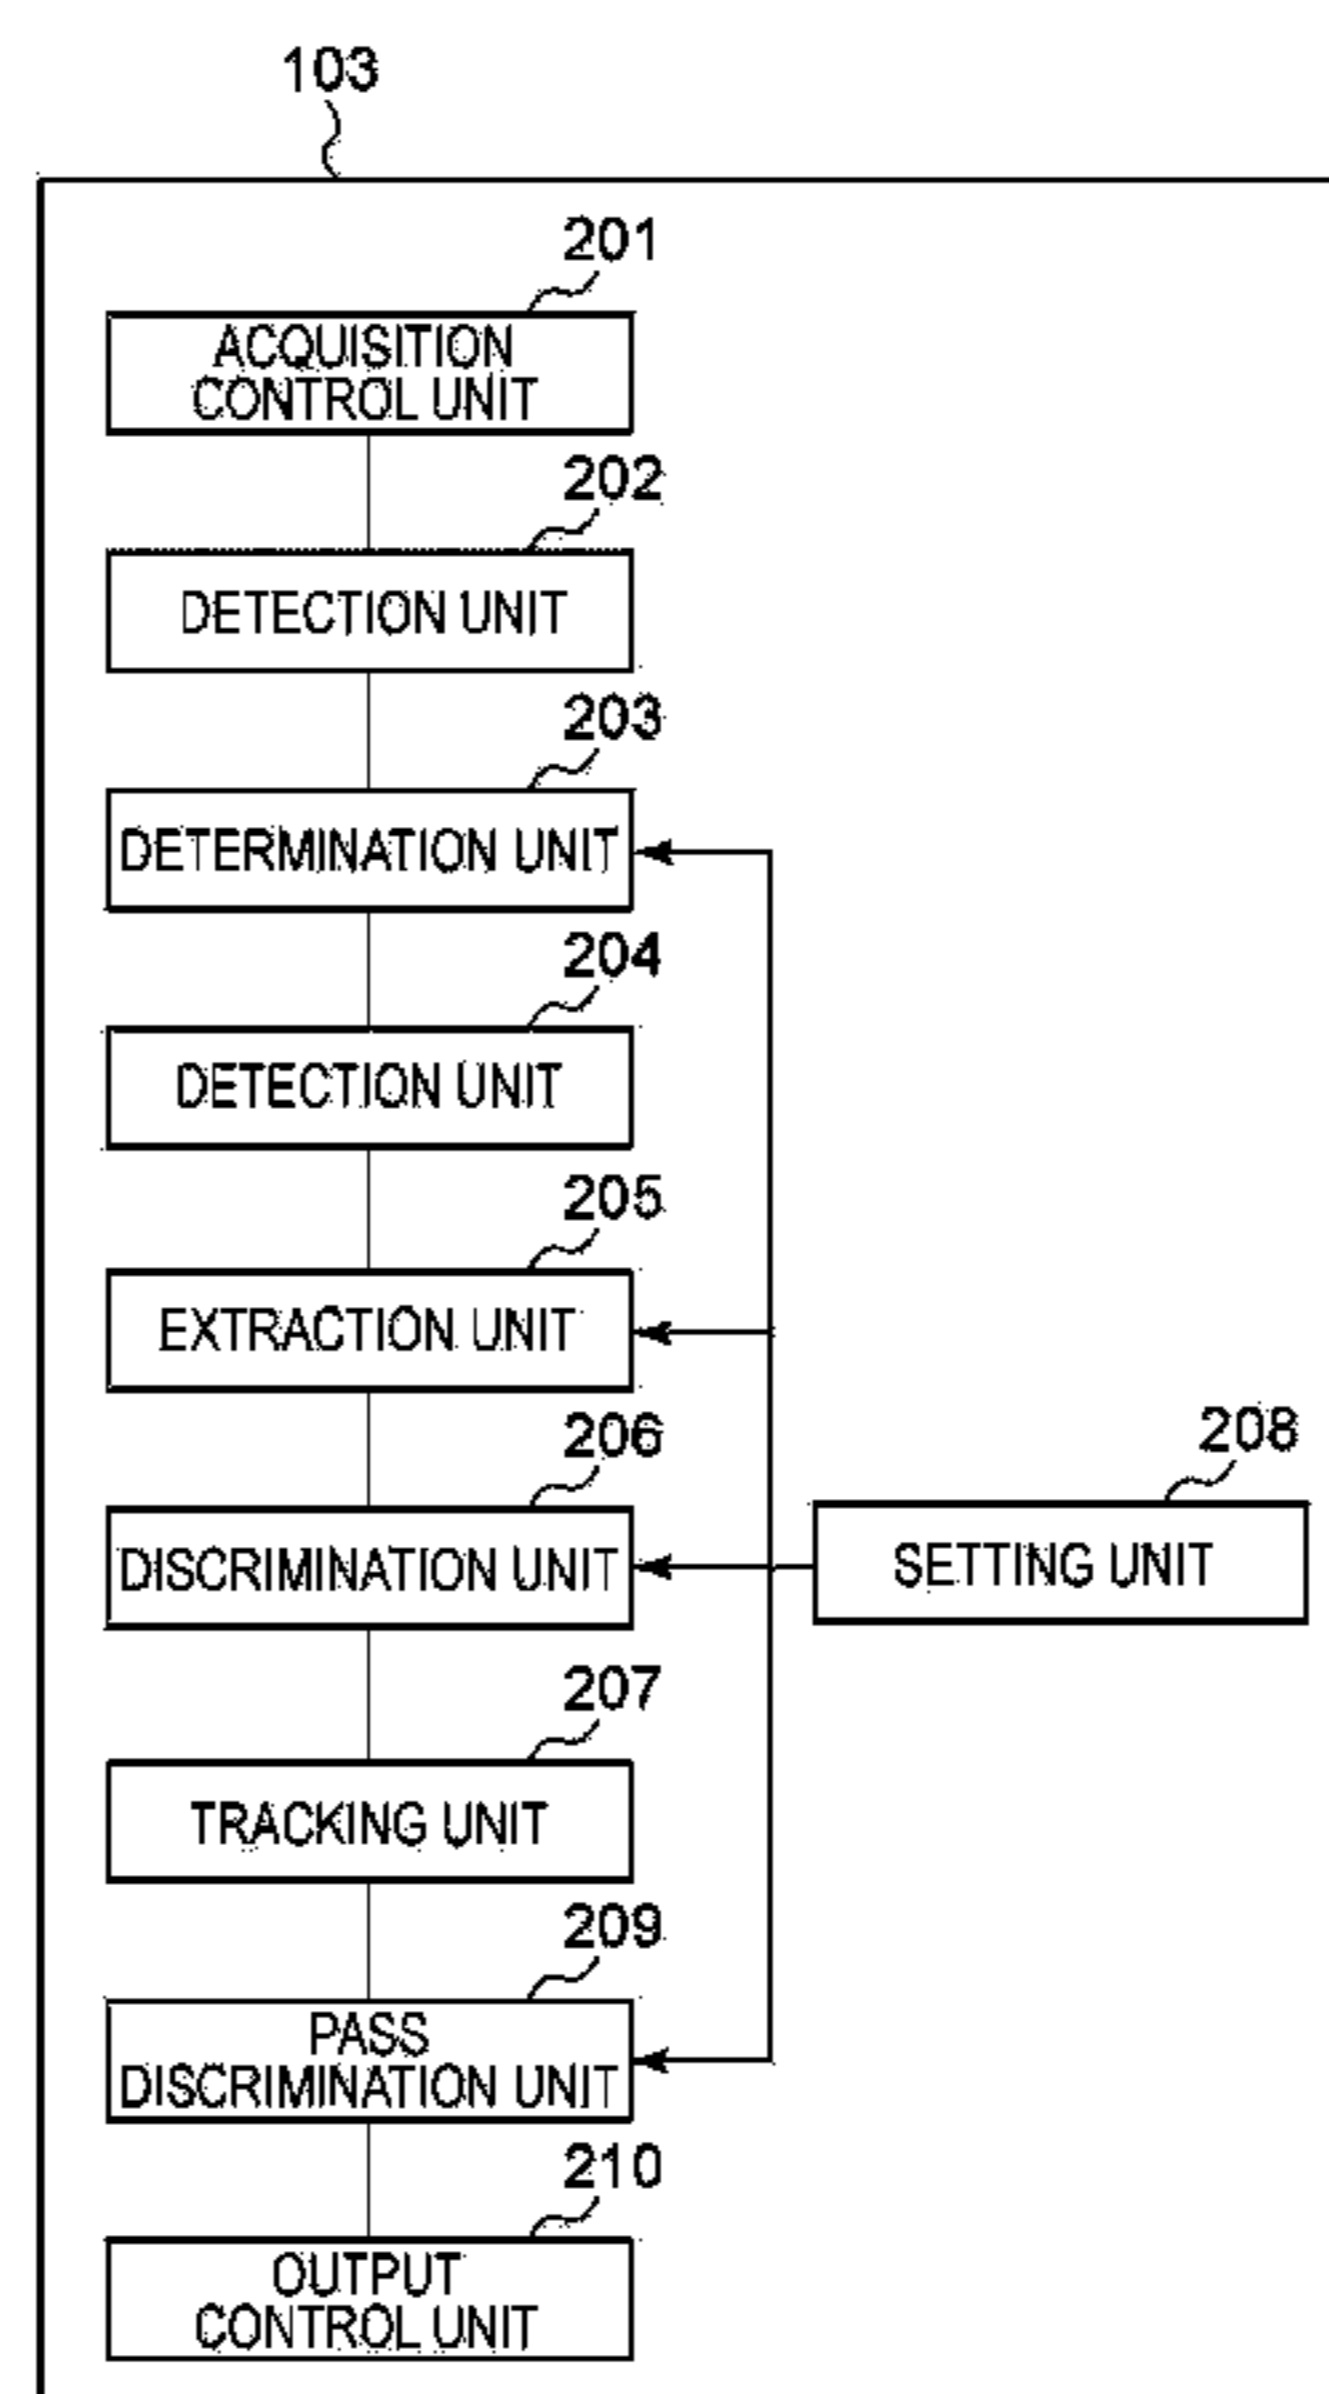 103
201
ACQUISITION
CONTROL UNIT
202
DETECTION UNIT
203
DETERMINATION UNIT
204
DETECTION UNIT
205
EXTRACTION UNIT
206
DISCRIMINATION UNIT
208
SETTING UNIT
207
TRACKING UNIT
209
PASS
DISCRIMINATION UNIT
210
OUTPUT
CONTROL UNIT